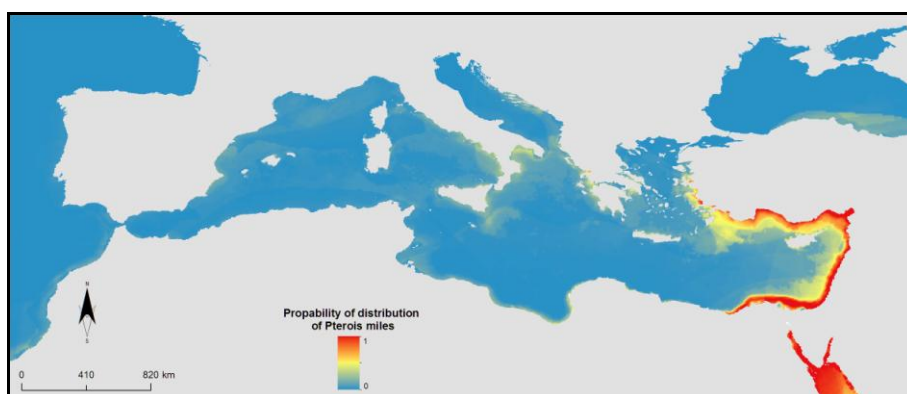 Propability of distribution
of Pterois miles
1
0
N
S
0 410 820 km